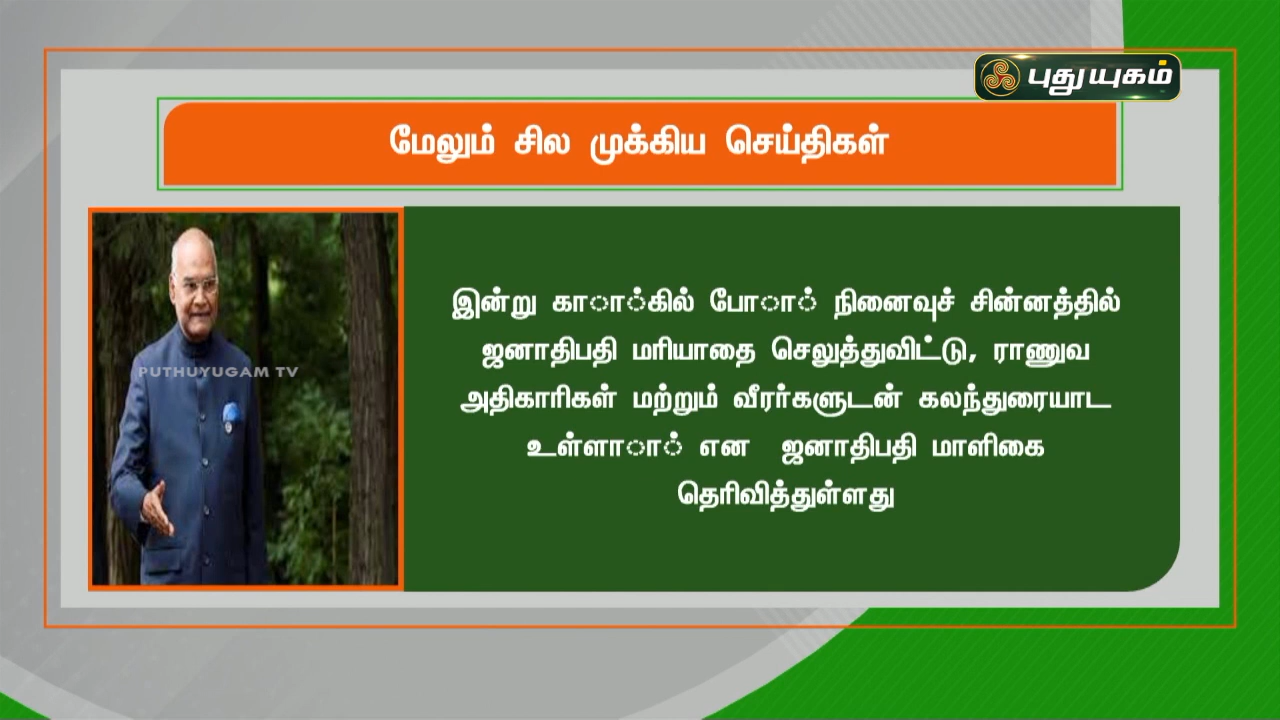 புதுயுகம்
மேலும் சில முக்கிய செய்திகள்
இன்று காா்கில் போா் நினைவுச் சின்னத்தில்
ஜனாதிபதி மரியாதை செலுத்துவிட்டு, ராணுவ
அதிகாரிகள் மற்றும் வீரர்களுடன் கலந்துரையாட
உள்ளாா் என ஜனாதிபதி மாளிகை
தெரிவித்துள்ளது
PUTHUYUGAM TV